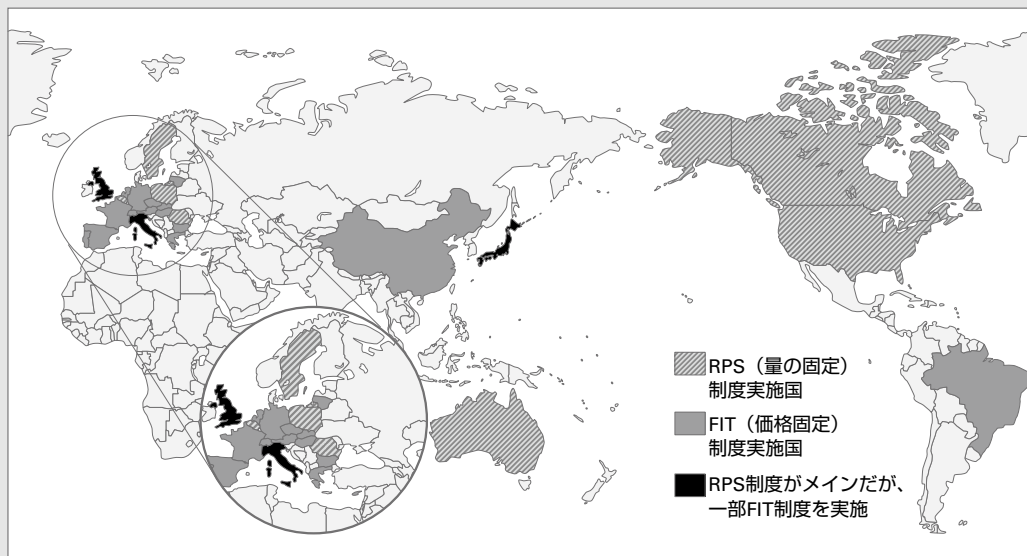 RPS（量の固定）
制度実施国
FIT（価格固定）
制度実施国
RPS制度がメインだが、
一部FIT制度を実施